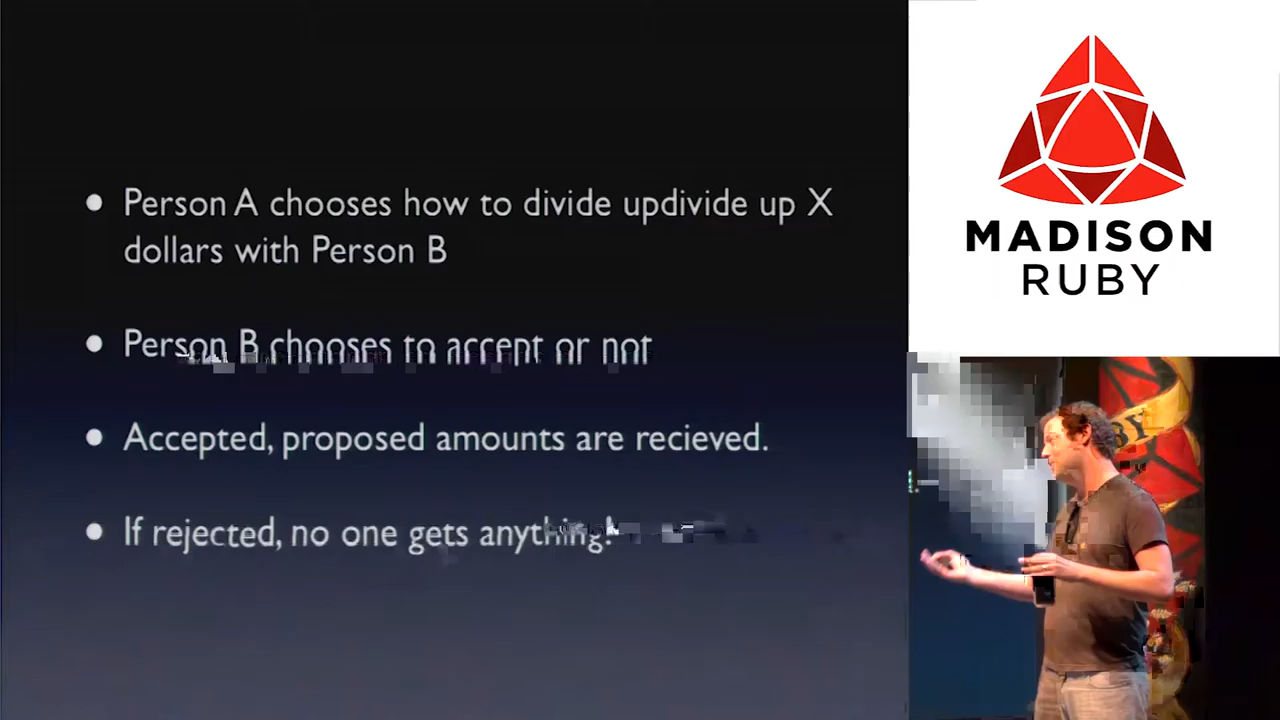 Person A chooses how to divide updivide up X
dollars with Person B
Person B chooses to accept or not
Accepted, proposed amounts are recieved.
If rejected, no one gets anything!
MADISON
RUBY